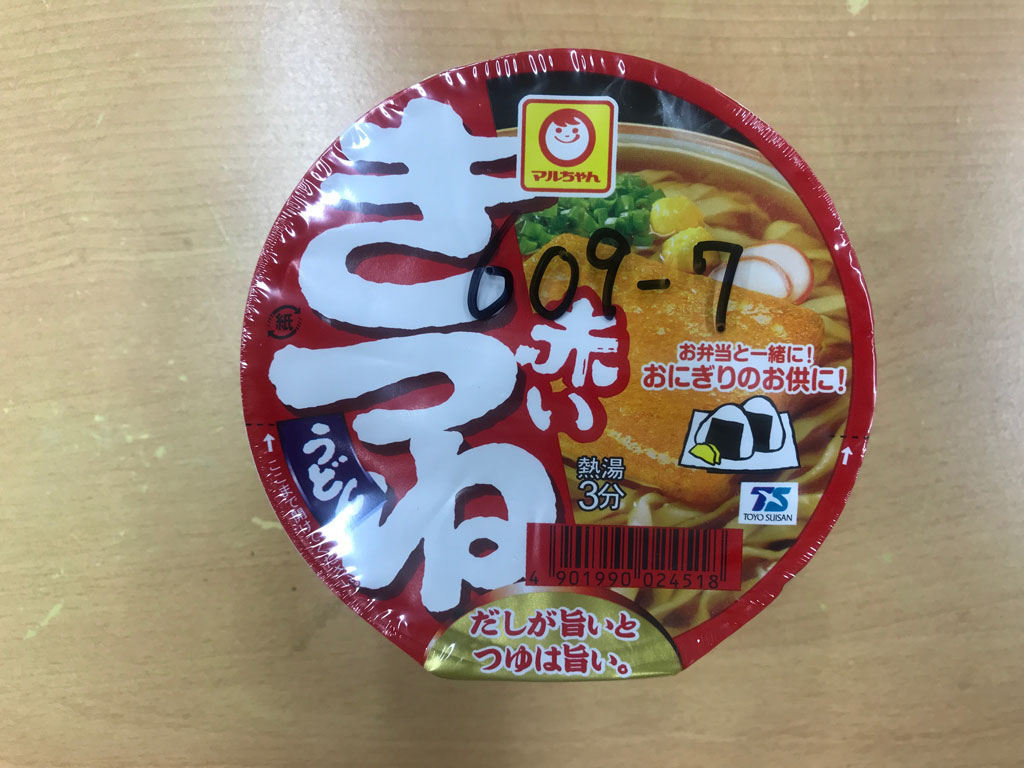 マルちゃん
赤い
きつね
うどん
609-7
お弁当と一緒に!
おにぎりのお供に!
熱湯
3分
紙
TS
TOYO SUISAN
4 901990 024518
だしが旨いと
つゆは旨い。